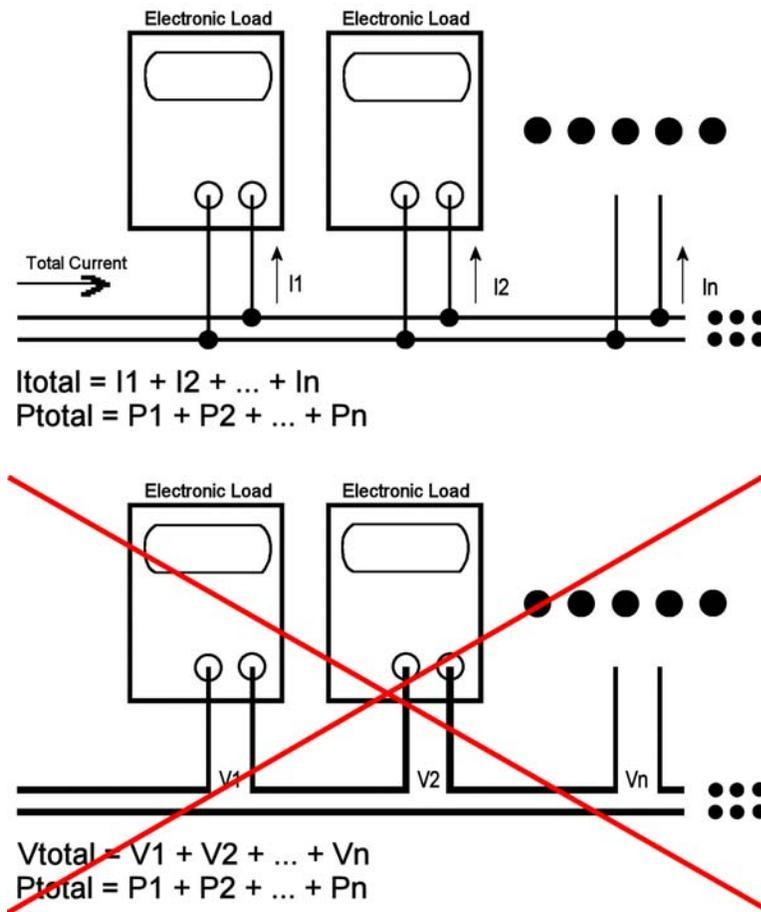 Electronic Load Electronic Load
Total Current
I1 I2 In
Itotal = I1 + I2 + ... + In
Ptotal = P1 + P2 + ... + Pn
Electronic Load Electronic Load
V1 V2 Vn
Vtotal = V1 + V2 + ... + Vn
Ptotal = P1 + P2 + ... + Pn